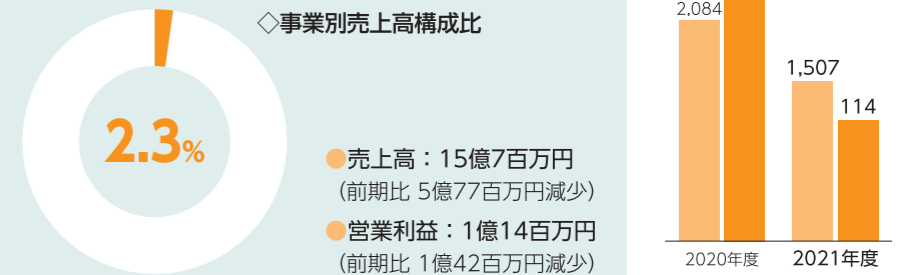 ◇事業別売上高構成比
2.3%
●売上高：15億7百万円
（前期比 5億77百万円減少）
●営業利益：1億14百万円
（前期比 1億42百万円減少）
2,084
1,507
114
2020年度
2021年度